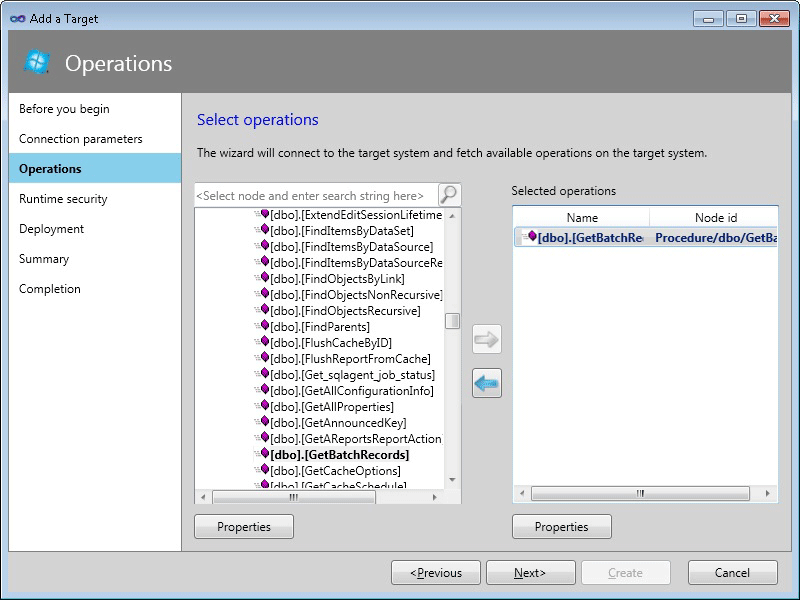 Add a Target
Operations
Before you begin
Connection parameters
Operations
Runtime security
Deployment
Summary
Completion
Select operations
The wizard will connect to the target system and fetch available operations on the target system.
<Select node and enter search string here>
[dbo].[ExtendEditSessionLifetime
[dbo].[FindItemsByDataSet]
[dbo].[FindItemsByDataSource]
[dbo].[FindItemsByDataSourceRe
[dbo].[FindObjectsByLink]
[dbo].[FindObjectsNonRecursive]
[dbo].[FindObjectsRecursive]
[dbo].[FindParents]
[dbo].[FlushCacheByID]
[dbo].[FlushReportFromCache]
[dbo].[Get_sqlagent_job_status]
[dbo].[GetAllConfigurationInfo]
[dbo].[GetAllProperties]
[dbo].[GetAnnouncedKey]
[dbo].[GetAReportsReportAction
[dbo].[GetBatchRecords]
[dbo].[GetCacheOptions]
[dbo].[GetCacheSchedule]
Properties
Selected operations
Name Node id
[dbo].[GetBatchRe Procedure/dbo/GetBa
Properties
<Previous Next> Create Cancel